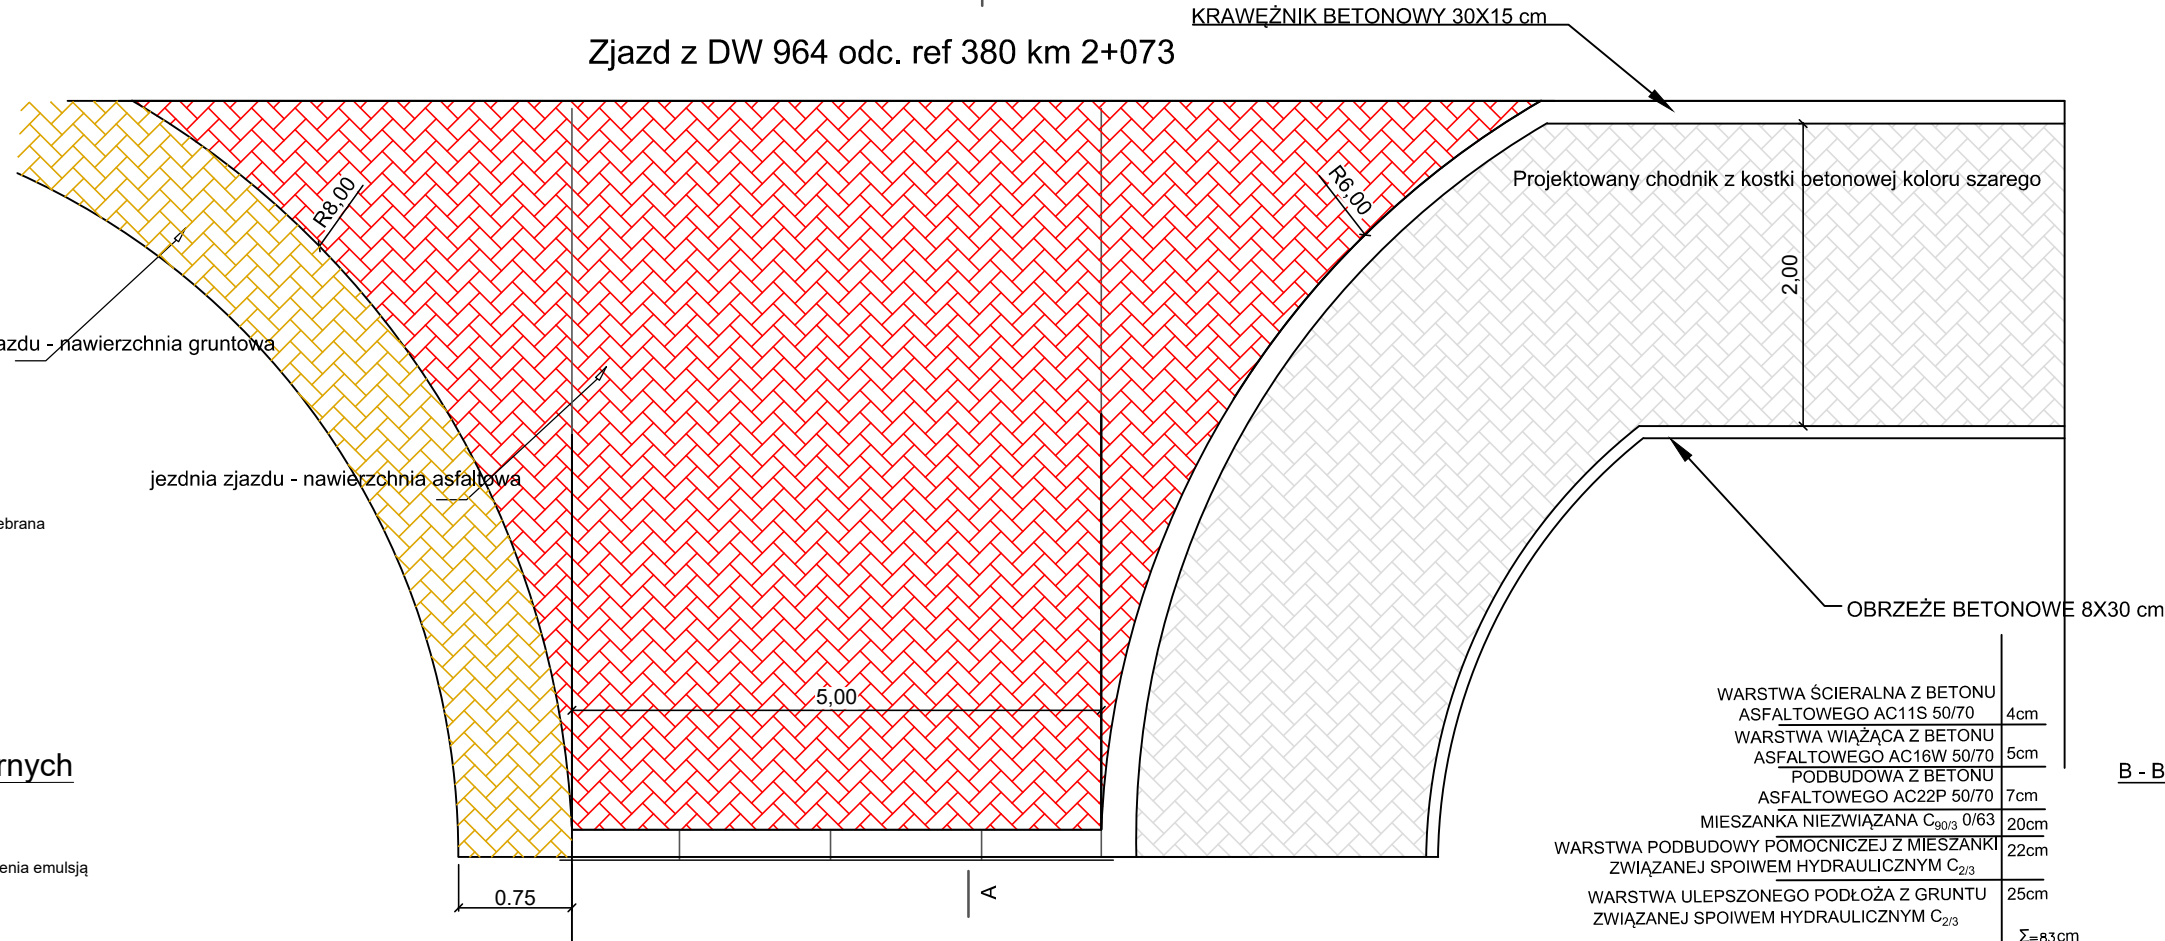 KRAWĘŻNIK BETONOWY 30X15 cm
Zjazd z DW 964 odc. ref 380 km 2+073
R8,00
R6,00
Projektowany chodnik z kostki betonowej koloru szarego
2,00
azdu - nawierzchnia gruntowa
jezdnia zjazdu - nawierzchnia asfaltowa
ebrana
OBRZEŻE BETONOWE 8X30 cm
5,00
WARSTWA ŚCIERALNA Z BETONU
ASFALTOWEGO AC11S 50/70 4cm
WARSTWA WIĄŻĄCA Z BETONU
ASFALTOWEGO AC16W 50/70 5cm
PODBUDOWA Z BETONU
ASFALTOWEGO AC22P 50/70 7cm
MIESZANKA NIEZWIĄZANA C90/3 0/63 20cm
WARSTWA PODBUDOWY POMOCNICZEJ Z MIESZANKI
ZWIĄZANEJ SPOIWEM HYDRAULICZNYM C2/3 22cm
WARSTWA ULEPSZONEGO PODŁOŻA Z GRUNTU
ZWIĄZANEJ SPOIWEM HYDRAULICZNYM C2/3 25cm
Σ=83cm
B - B
rnych
enia emulsją
0.75
A